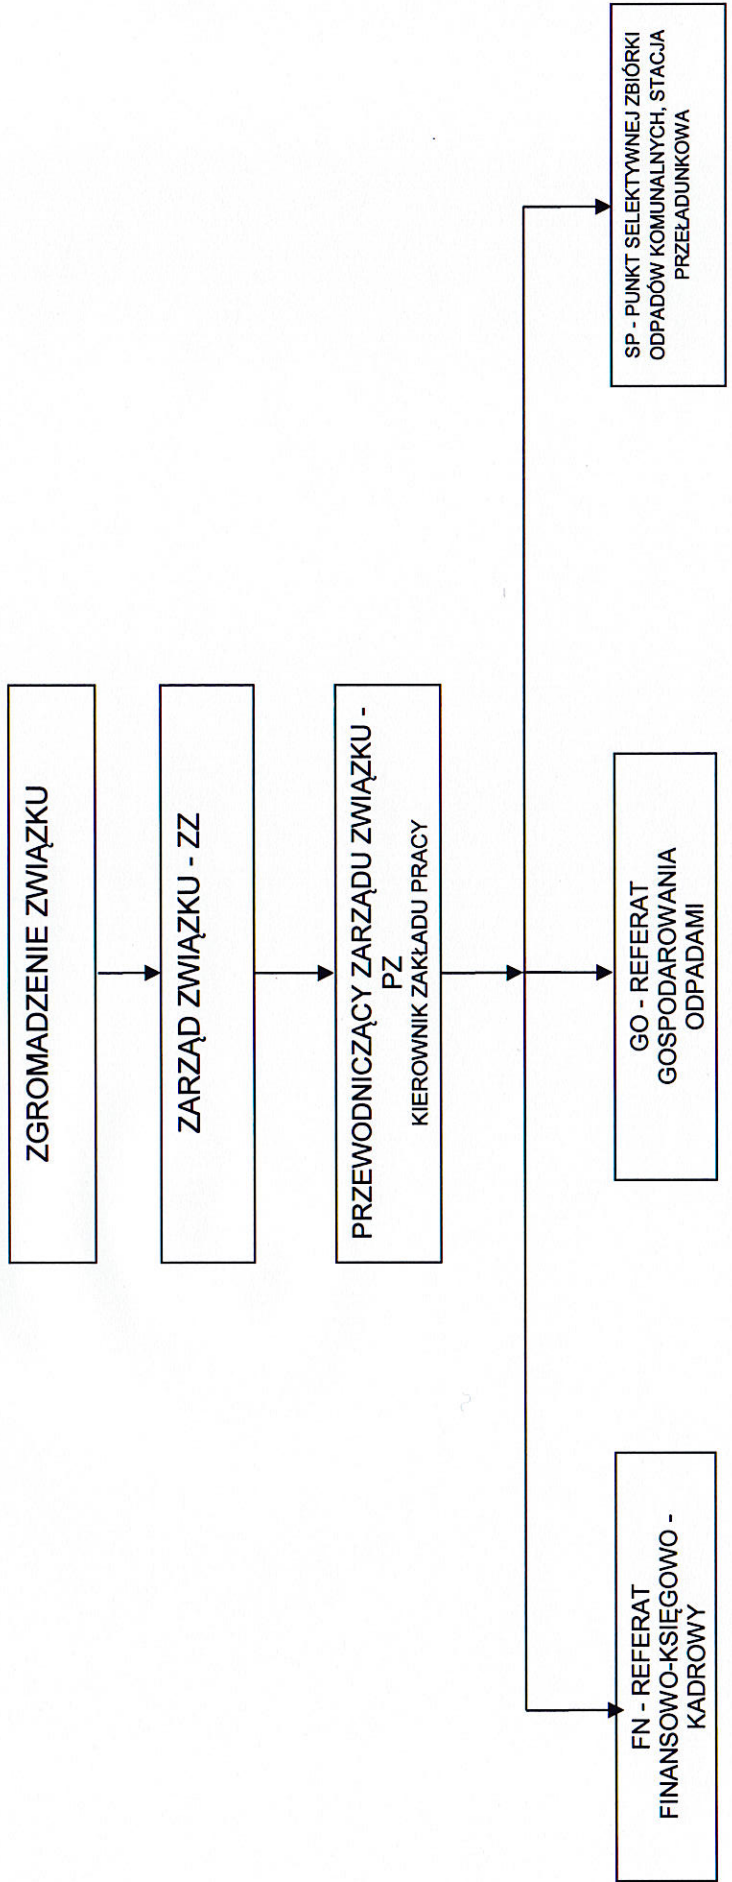 ZGROMADZENIE ZWIĄZKU
ZARZĄD ZWIĄZKU - ZZ
PRZEWODNICZĄCY ZARZĄDU ZWIĄZKU -
PZ
KIEROWNIK ZAKŁADU PRACY
FN - REFERAT
FINANSOWO-KSIĘGOWO -
KADROWY
GO - REFERAT
GOSPODAROWANIA
ODPADAMI
SP - PUNKT SELEKTYWNEJ ZBIÓRKI
ODPADÓW KOMUNALNYCH, STACJA
PRZEŁADUNKOWA